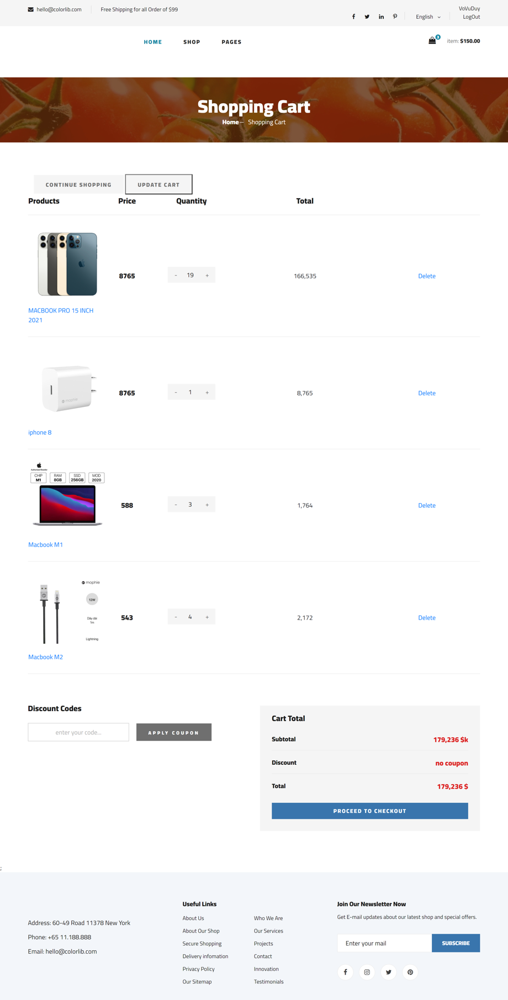 hello@colorlib.com
Free Shipping for all Order of $99
English
VoVuDuy
LogOut
HOME
SHOP
PAGES
3
item: $150.00
Shopping Cart
Home — Shopping Cart
CONTINUE SHOPPING
UPDATE CART
Products Price Quantity Total
8765 - 19 + 166,535 Delete
MACBOOK PRO 15 INCH
2021
mophie
8765 - 1 + 8,765 Delete
iphone 8
Authorised Reseller
CHIP RAM SSD MOD
M1 8GB 256GB 2020
588 - 3 + 1,764 Delete
Macbook M1
mophie
12W
Dây dài
1m
Lightning
543 - 4 + 2,172 Delete
Macbook M2
Discount Codes
enter your code...
APPLY COUPON
Cart Total
Subtotal 179,236 $k
Discount no coupon
Total 179,236 $
PROCEED TO CHECKOUT
;
Address: 60-49 Road 11378 New York
Phone: +65 11.188.888
Email: hello@colorlib.com
Useful Links
About Us
About Our Shop
Secure Shopping
Delivery infomation
Privacy Policy
Our Sitemap
Who We Are
Our Services
Projects
Contact
Innovation
Testimonials
Join Our Newsletter Now
Get E-mail updates about our latest shop and special offers.
Enter your mail
SUBSCRIBE